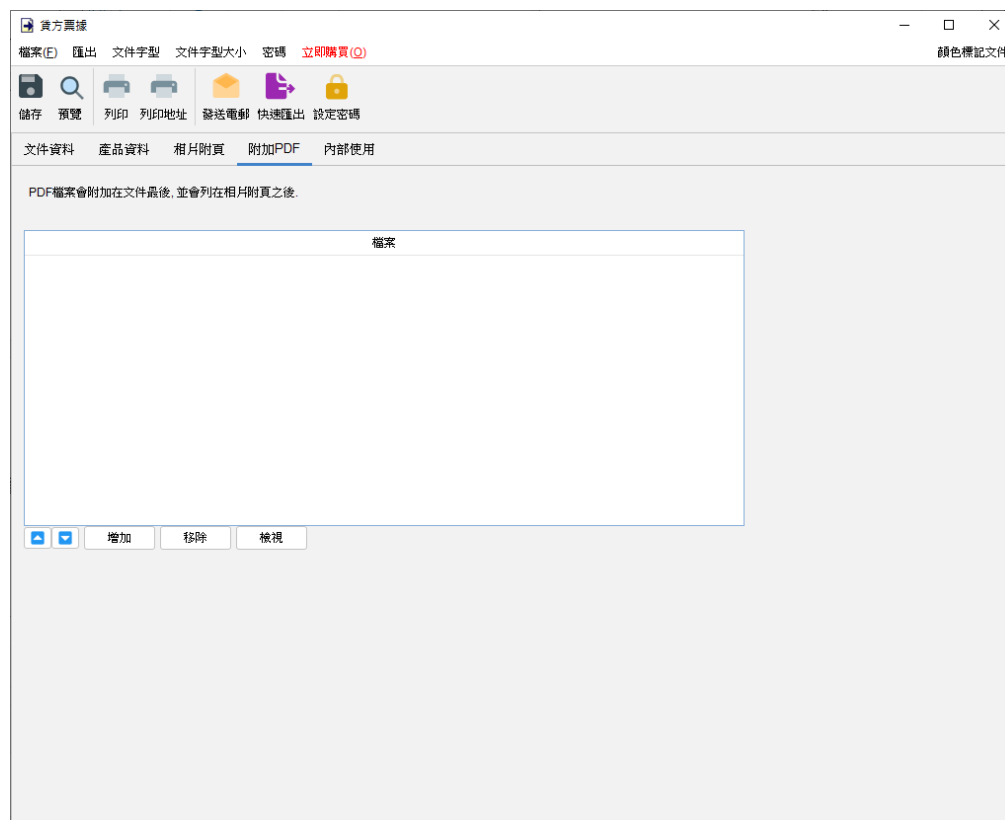 貨方票據
檔案(F) 匯出 文件字型 文件字型大小 密碼 立即購買(O) 顏色標記文件
儲存 預覽 列印 列印地址 發送電郵 快速匯出 設定密碼
文件資料 產品資料 相片附頁 附加PDF 內部使用
PDF檔案會附加在文件最後, 並會列在相片附頁之後.
檔案
增加 移除 檢視